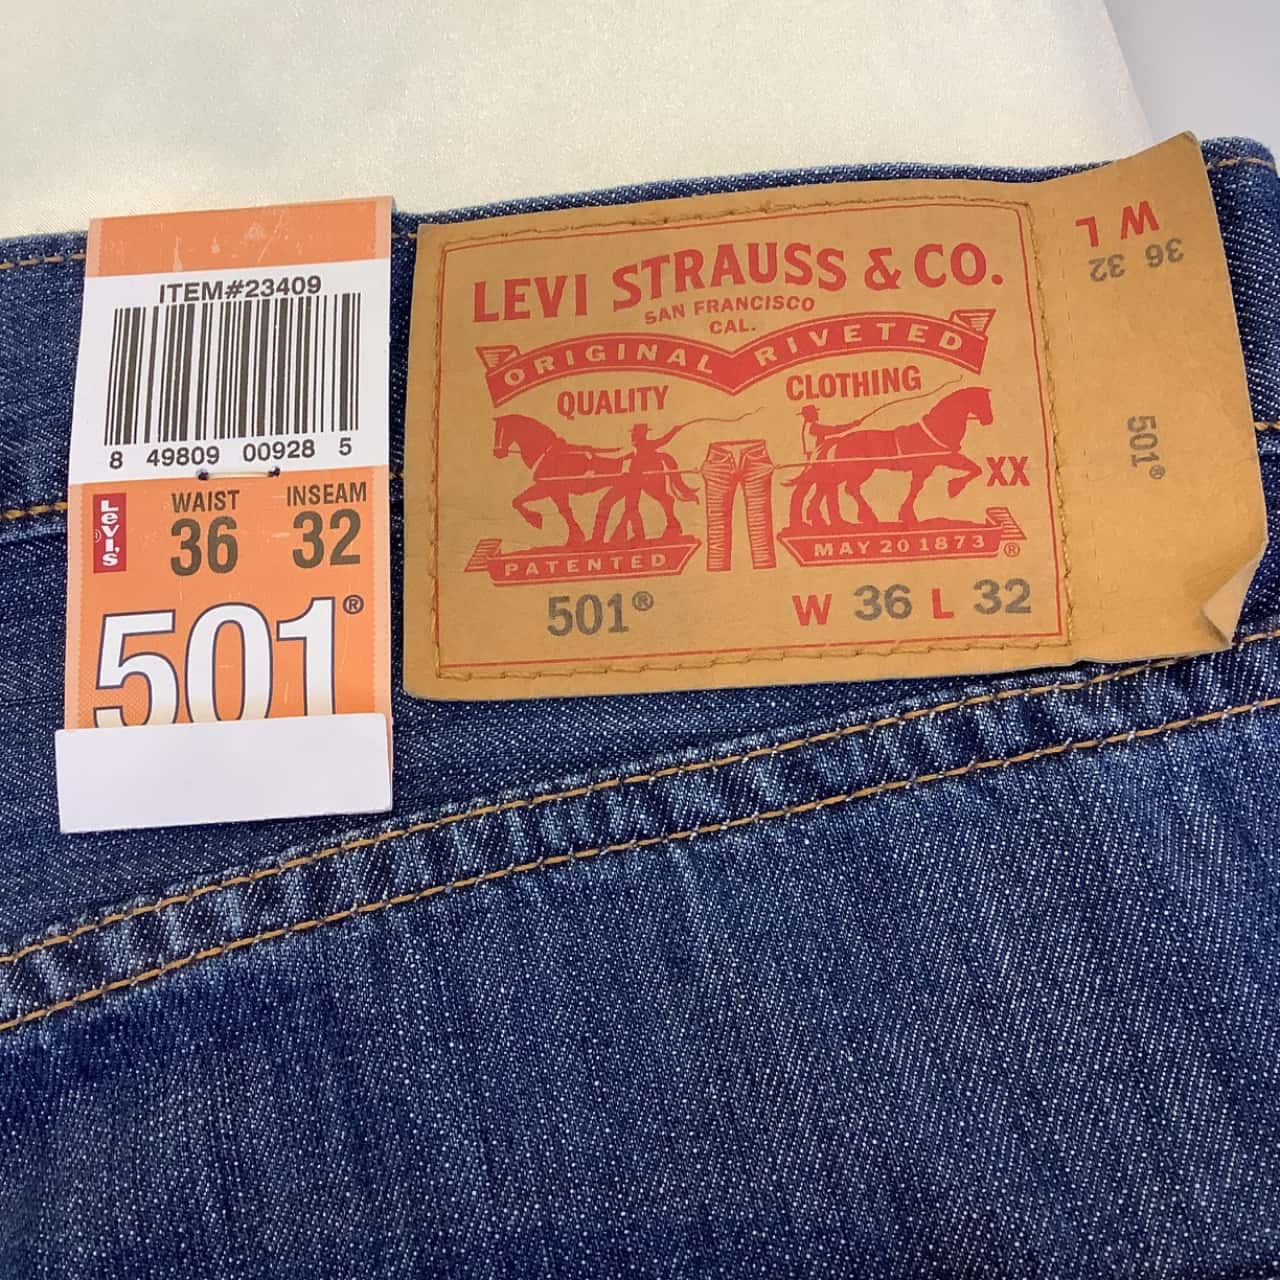 ITEM#23409
8 49809 00928 5
Levi's
®
WAIST INSEAM
36 32
501®
LEVI STRAUSS & CO.
SAN FRANCISCO
CAL.
ORIGINAL RIVETED
QUALITY CLOTHING
XX
PATENTED MAY 20 1873 ®
501® W 36 L 32
W L
36 32
501®